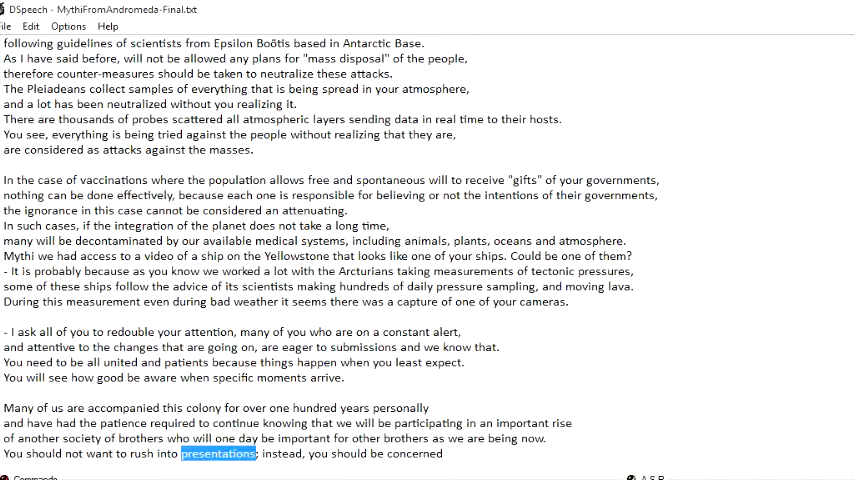 DSpeech - MythiFromAndromeda-Final.txt
File Edit Options Help
following guidelines of scientists from Epsilon Boötis based in Antarctic Base.
As I have said before, will not be allowed any plans for "mass disposal" of the people,
therefore counter-measures should be taken to neutralize these attacks.
The Pleiadeans collect samples of everything that is being spread in your atmosphere,
and a lot has been neutralized without you realizing it.
There are thousands of probes scattered all atmospheric layers sending data in real time to their hosts.
You see, everything is being tried against the people without realizing that they are,
are considered as attacks against the masses.
In the case of vaccinations where the population allows free and spontaneous will to receive "gifts" of your governments,
nothing can be done effectively, because each one is responsible for believing or not the intentions of their governments,
the ignorance in this case cannot be considered an attenuating.
In such cases, if the integration of the planet does not take a long time,
many will be decontaminated by our available medical systems, including animals, plants, oceans and atmosphere.
Mythi we had access to a video of a ship on the Yellowstone that looks like one of your ships. Could be one of them?
- It is probably because as you know we worked a lot with the Arcturians taking measurements of tectonic pressures,
some of these ships follow the advice of its scientists making hundreds of daily pressure sampling, and moving lava.
During this measurement even during bad weather it seems there was a capture of one of your cameras.
- I ask all of you to redouble your attention, many of you who are on a constant alert,
and attentive to the changes that are going on, are eager to submissions and we know that.
You need to be all united and patients because things happen when you least expect.
You will see how good be aware when specific moments arrive.
Many of us are accompanied this colony for over one hundred years personally
and have had the patience required to continue knowing that we will be participating in an important rise
of another society of brothers who will one day be important for other brothers as we are being now.
You should not want to rush into presentations; instead, you should be concerned